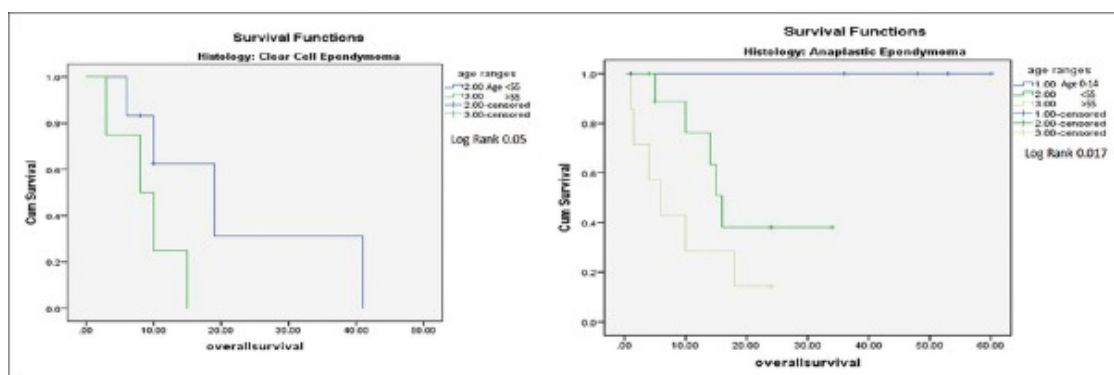 Survival Functions
Histology: Clear Cell Ependymoma
Cum Survival
1.0
0.8
0.6
0.4
0.2
0.0
.00 10.00 20.00 30.00 40.00 50.00
overallsurvival
age ranges
2.00 Age <55
3.00 >55
2.00-censored
3.00-censored
Log Rank 0.05
Survival Functions
Histology: Anaplastic Ependymoma
Cum Survival
1.0
0.8
0.6
0.4
0.2
0.0
.00 10.00 20.00 30.00 40.00 50.00 60.00
overallsurvival
age ranges
1.00 Age 0-14
2.00 <55
3.00 >55
1.00-censored
2.00-censored
3.00-censored
Log Rank 0.017